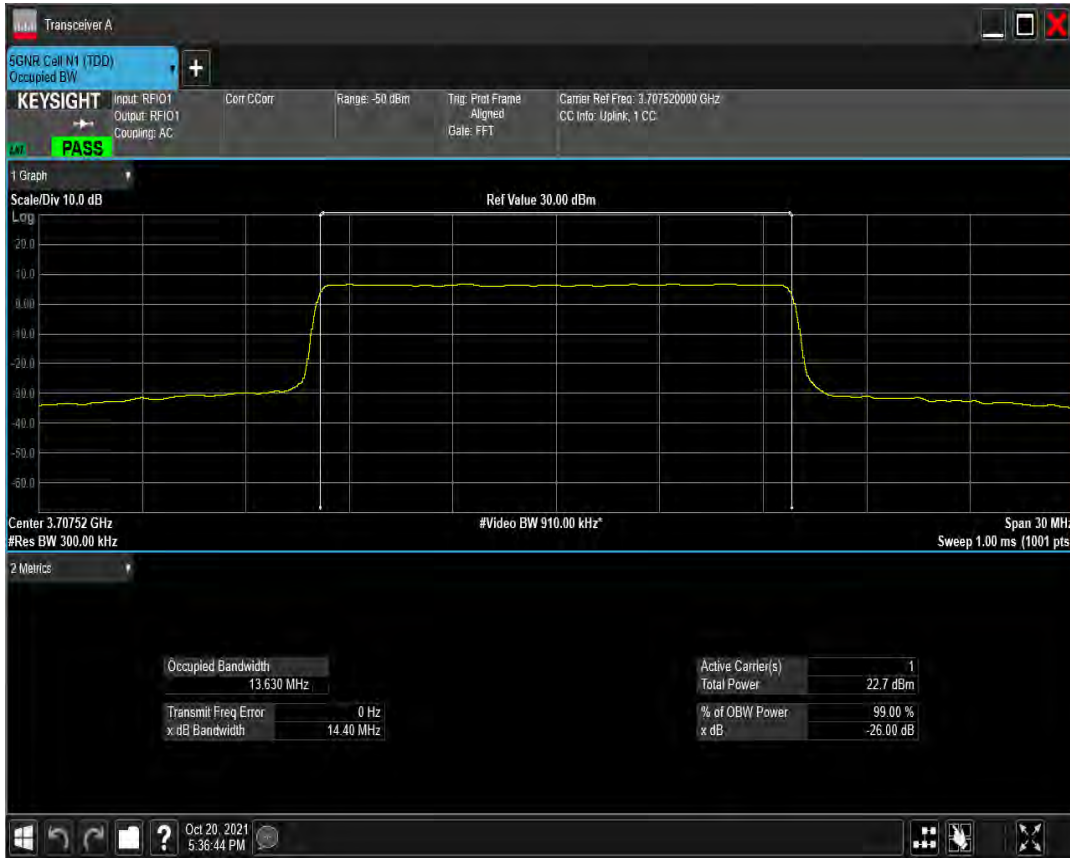 Transceiver A
5GNR Cell N1 (TDD)
Occupied BW
KEYSIGHT
Input: RFIO1
Output: RFIO1
Coupling: AC
Corr CCorr
Range: -50 dBm
Trig: Prot Frame
Aligned
Gate: FFT
Carrier Ref Freq: 3.707520000 GHz
CC Info: Uplink, 1 CC
PASS
1 Graph
Scale/Div 10.0 dB
Ref Value 30.00 dBm
Log
20.0
10.0
0.00
-10.0
-20.0
-30.0
-40.0
-50.0
-60.0
Center 3.70752 GHz
#Video BW 910.00 kHz*
Span 30 MHz
#Res BW 300.00 kHz
Sweep 1.00 ms (1001 pts
2 Metrics
Occupied Bandwidth
13.630 MHz
Transmit Freq Error 0 Hz
x dB Bandwidth 14.40 MHz
Active Carrier(s) 1
Total Power 22.7 dBm
% of OBW Power 99.00 %
x dB -26.00 dB
Oct 20, 2021
5:36:44 PM